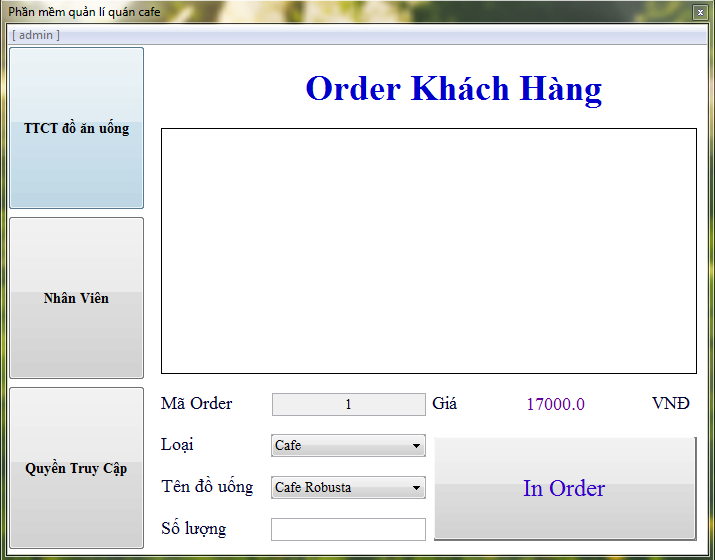 Phần mềm quản lí quán cafe
x
[ admin ]
TTCT đồ ăn uống
Nhân Viên
Quyền Truy Cập
Order Khách Hàng
Mã Order 1 Giá 17000.0 VNĐ
Loại Cafe
Tên đồ uống Cafe Robusta
In Order
Số lượng